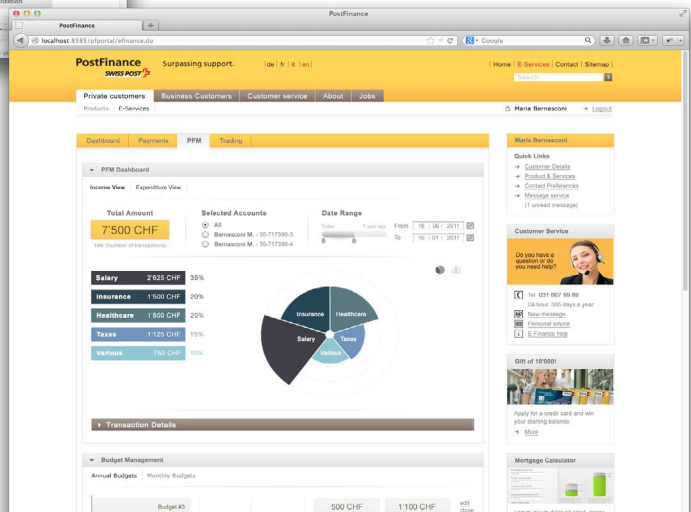 PostFinance
PostFinance
localhost:8585/pfportal/efinance.do
Google
PostFinance
SWISS POST
Surpassing support.
| de | fr | it | en |
| Home | E-Services | Contact | Sitemap |
Search
Private customers Business Customers Customer service About Jobs
Products E-Services
Maria Bernasconi → Logout
Dashboard Payments PFM Trading
PFM Dashboard
Income View Expenditure View
Total Amount
7'500 CHF
(Number of transactions)
Selected Accounts
All
Bernasconi M. - 30-717395-3
Bernasconi M. - 30-717395-4
Date Range
Today 1 year ago
From 16 / 06 / 2011
To 16 / 01 / 2011
Salary 2'625 CHF 35%
Insurance 1'500 CHF 20%
Healthcare 1'500 CHF 20%
Taxes 1'125 CHF 15%
Various 750 CHF 10%
Insurance
Healthcare
Salary
Taxes
Various
Transaction Details
Budget Management
Annual Budgets Monthly Budgets
Budget #3
500 CHF
1'100 CHF
edit
close
Maria Bernasconi
Quick Links
→ Customer Details
→ Product & Services
→ Contact Preferences
→ Message service
(1 unread message)
Customer Service
Do you have a
question or do
you need help?
Tel. 031 667 99 89
24-hour, 365 days a year
New message
Personal advice
E-Finance help
Gift of 10'000!
Apply for a credit card and win
your starting balance.
→ More
Mortgage Calculator